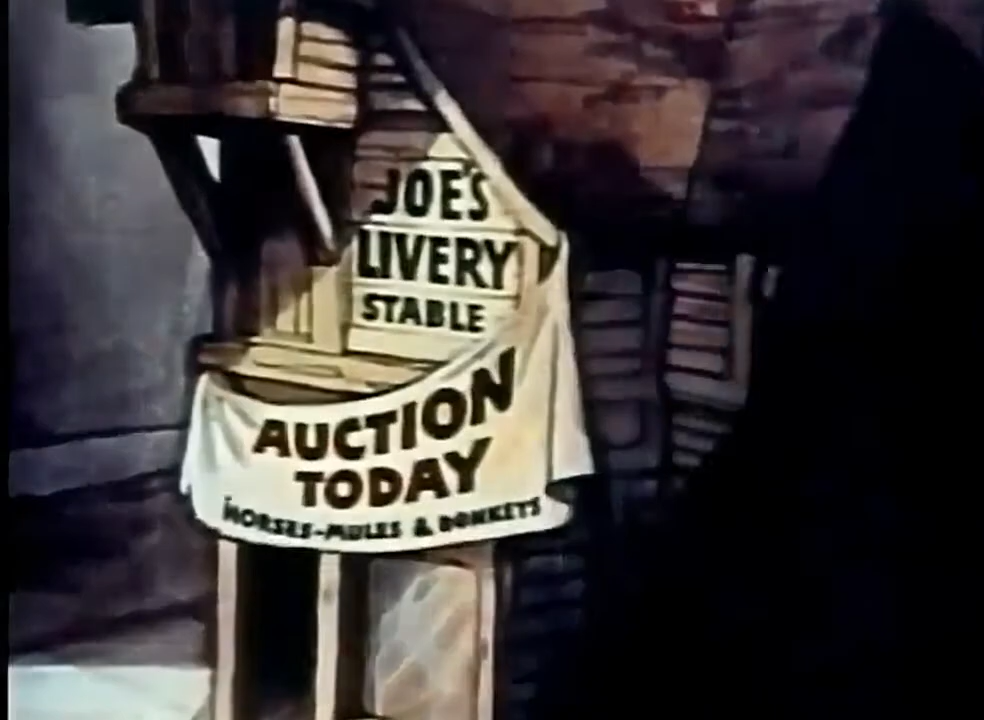 JOE'S
LIVERY
STABLE
AUCTION
TODAY
HORSES-MULES & DONKEYS